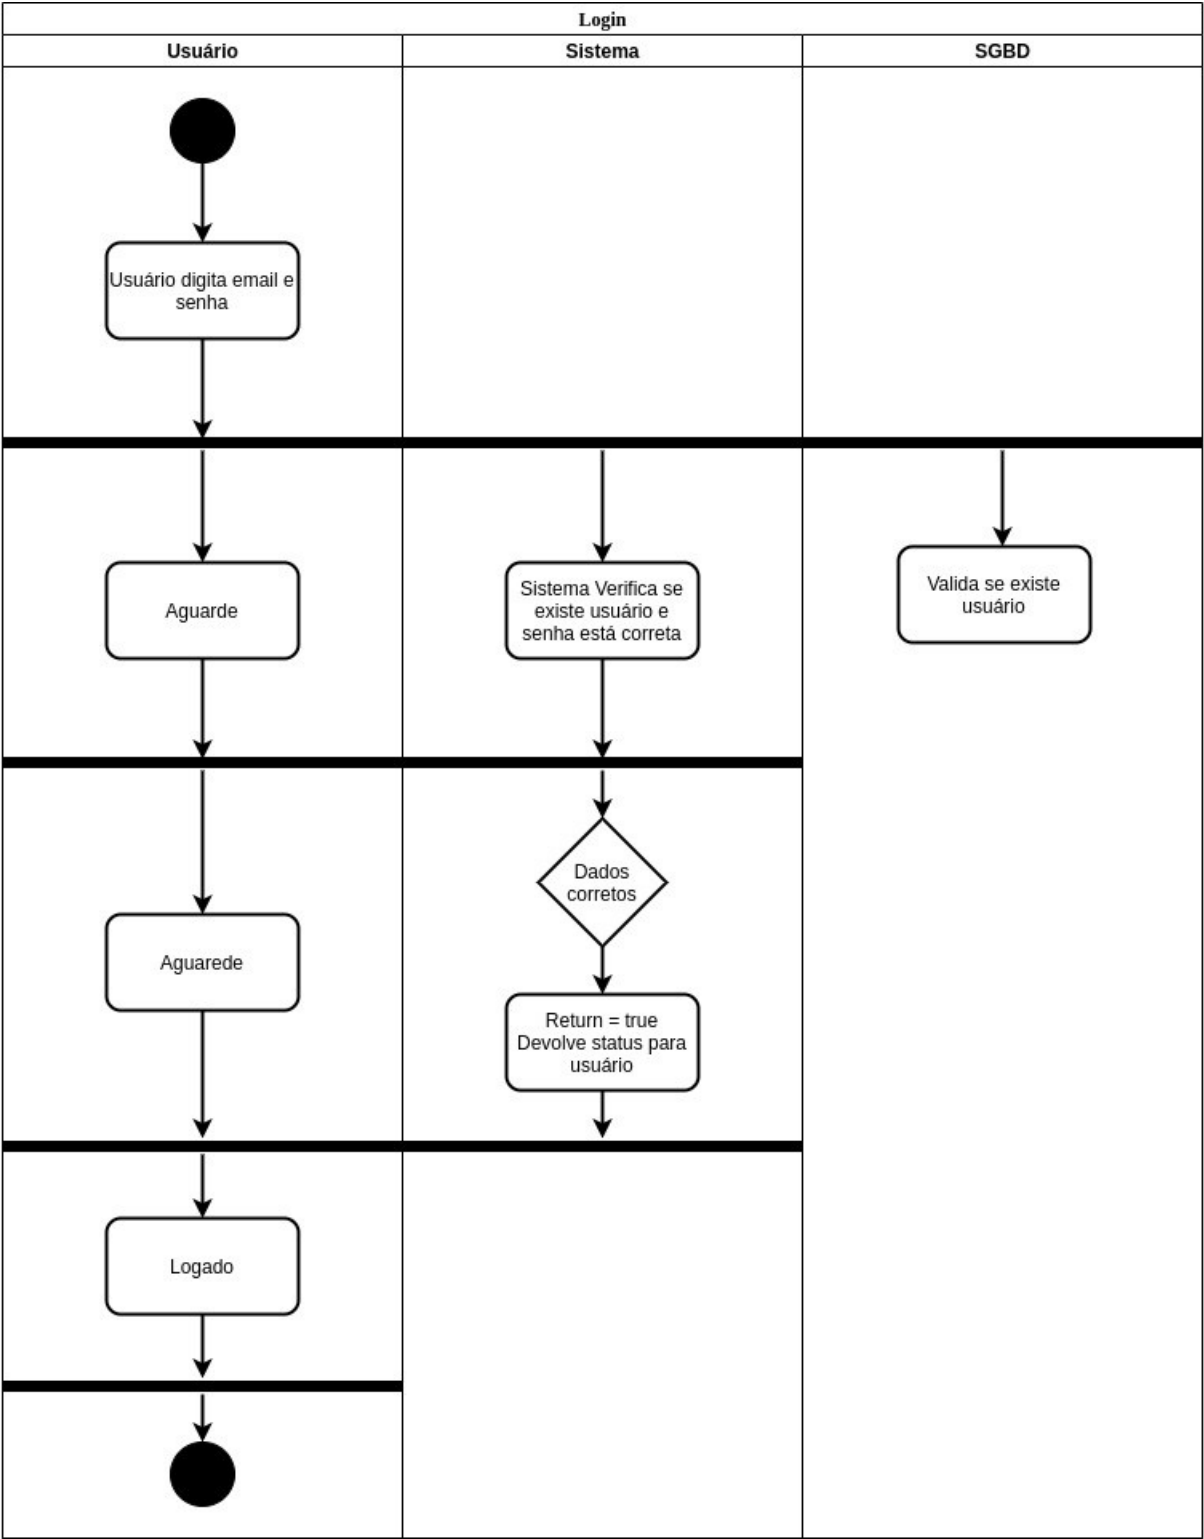 Login
Usuário
Sistema
SGBD
Usuário digita email e
senha
Aguarde
Sistema Verifica se
existe usuário e
senha está correta
Valida se existe
usuário
Dados
corretos
Aguarede
Return = true
Devolve status para
usuário
Logado